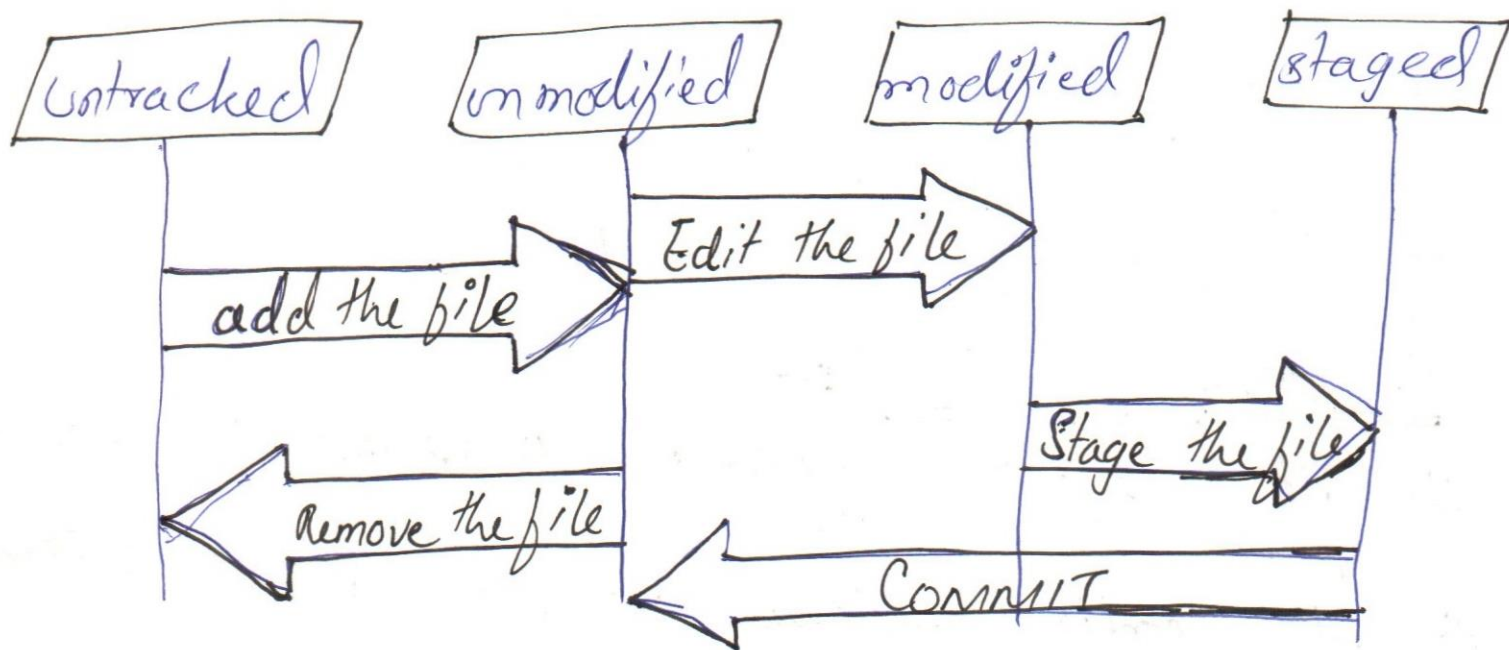 untracked
unmodified
modified
staged
Edit the file
add the file
Stage the file
Remove the file
COMMIT